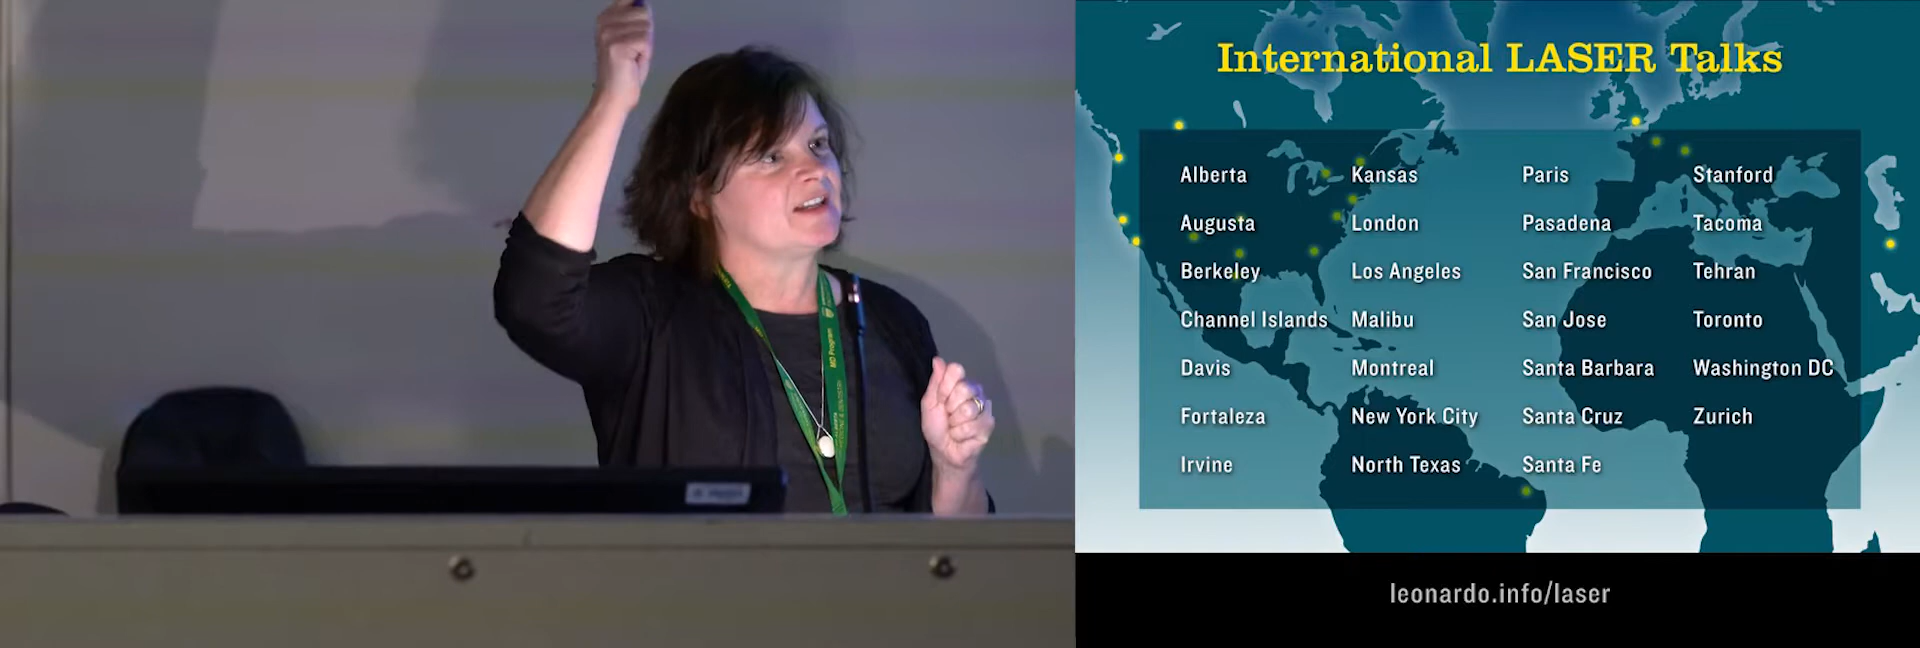 International LASER Talks
Alberta
Augusta
Berkeley
Channel Islands
Davis
Fortaleza
Irvine
Kansas
London
Los Angeles
Malibu
Montreal
New York City
North Texas
Paris
Pasadena
San Francisco
San Jose
Santa Barbara
Santa Cruz
Santa Fe
Stanford
Tacoma
Tehran
Toronto
Washington DC
Zurich
leonardo.info/laser
MD Program